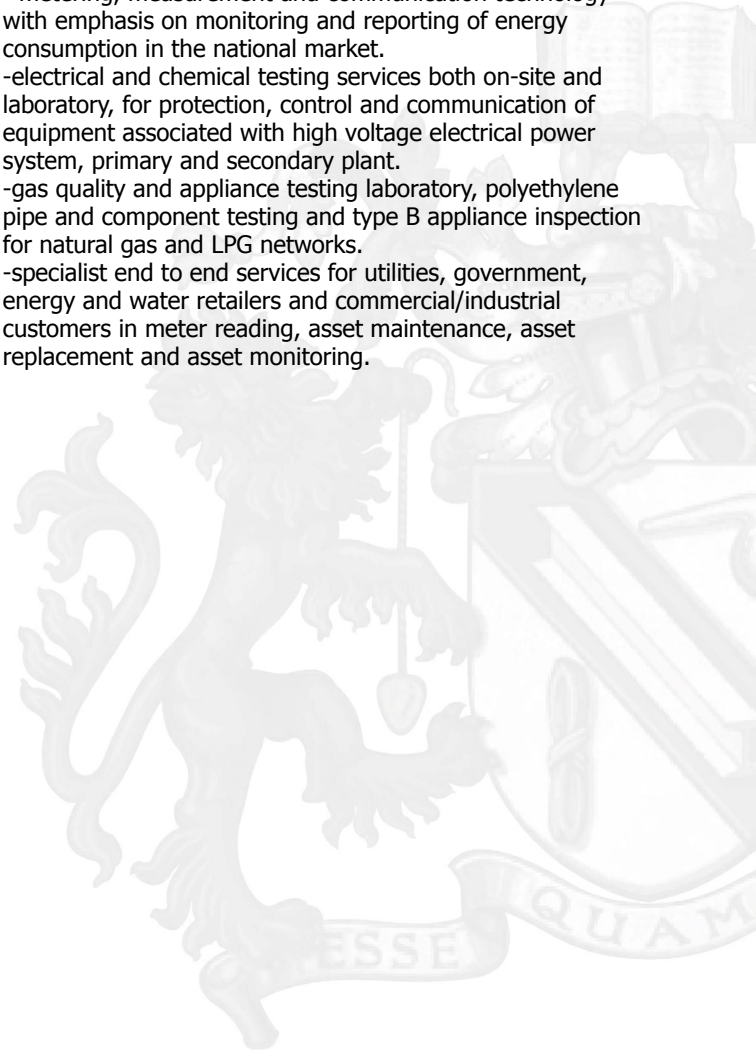 -metering, measurement and communication technology
with emphasis on monitoring and reporting of energy
consumption in the national market.
-electrical and chemical testing services both on-site and
laboratory, for protection, control and communication of
equipment associated with high voltage electrical power
system, primary and secondary plant.
-gas quality and appliance testing laboratory, polyethylene
pipe and component testing and type B appliance inspection
for natural gas and LPG networks.
-specialist end to end services for utilities, government,
energy and water retailers and commercial/industrial
customers in meter reading, asset maintenance, asset
replacement and asset monitoring.
ESSE QUAM